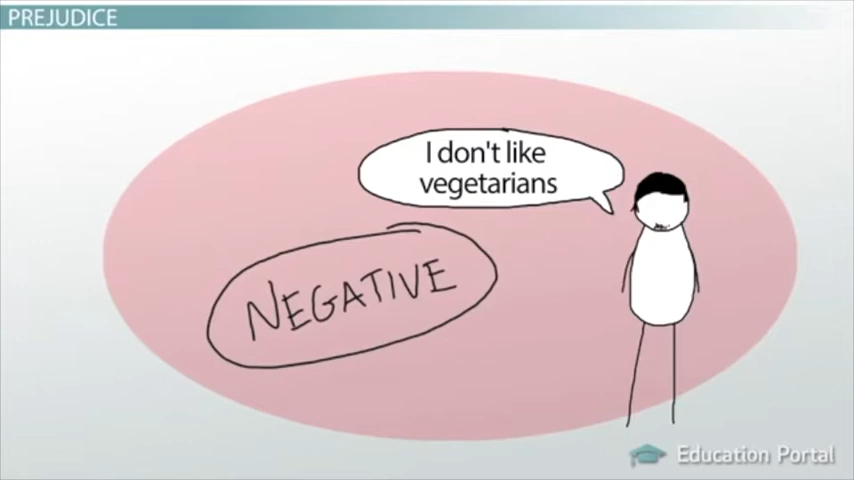 PREJUDICE
I don't like
vegetarians
NEGATIVE
Education Portal